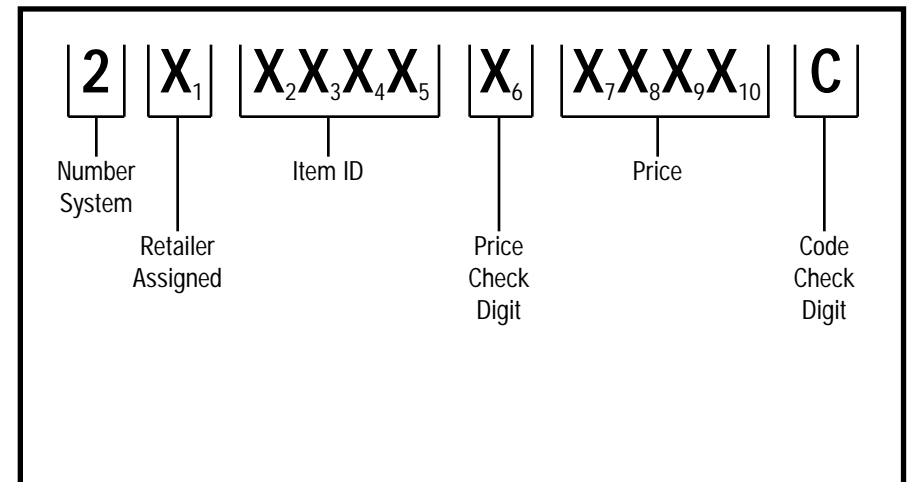 2 X₁ X₂X₃X₄X₅ X₆ X₇X₈X₉X₁₀ C
Number
System
Item ID
Price
Retailer
Assigned
Price
Check
Digit
Code
Check
Digit